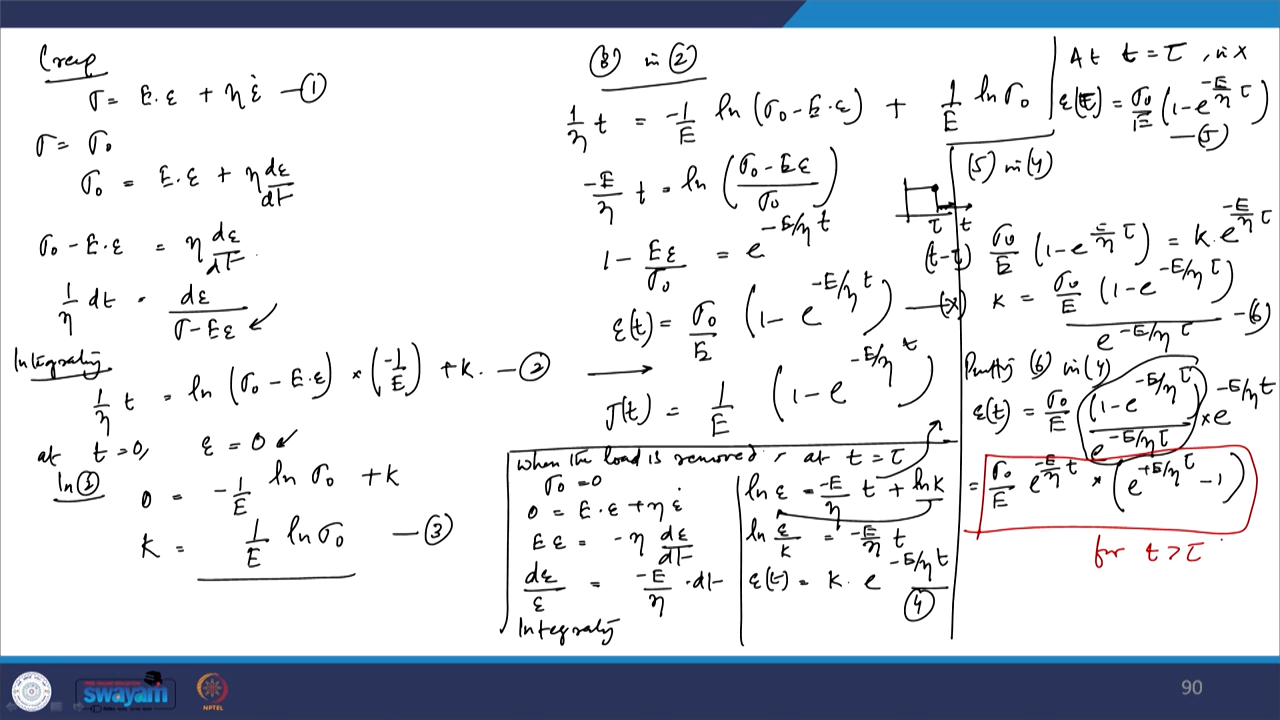 Creep
σ = E.ε + ηε̇ —①
σ = σ₀
σ₀ = E.ε + η dε/dt
σ₀ - E.ε = η dε/dt
1/η dt = dε/(σ - Eε)
Integrating
1/η t = ln (σ₀ - E.ε) × (-1/E) + k. —②
at t=0, ε = 0
0 = -1/E ln σ₀ + k
k = 1/E ln σ₀ —③
③ in ②
1/η t = -1/E ln (σ₀ - E.ε) + 1/E ln σ₀
-E/η t = ln ((σ₀ - Eε)/σ₀)
1 - Eε/σ₀ = e^(-E/η t)
ε(t) = σ₀/E (1 - e^(-E/η t)) —(x)
J(t) = 1/E (1 - e^(-E/η t))
When the load is removed, at t = τ
σ₀ = 0
0 = E.ε + ηε̇
Eε = -η dε/dt
dε/ε = -E/η .dt
Integrating
ln ε = -E/η t + ln k
ln ε/k = -E/η t
ε(t) = k. e^(-E/η t)
④
At t = τ, in x
ε(τ) = σ₀/E (1 - e^(-E/η τ))
—(5)
(5) in (4)
τ t
(t-τ)
σ₀/E (1 - e^(E/η τ)) = k. e^(-E/η τ)
k = σ₀/E (1 - e^(-E/η τ)) / e^(-E/η τ) —(6)
Putting (6) in (4)
ε(t) = σ₀/E (1 - e^(-E/η τ)) / e^(-E/η τ) × e^(-E/η t)
= σ₀/E e^(-E/η t) * (e^(+E/η τ) - 1)
for t > τ
swayam
NPTEL
90